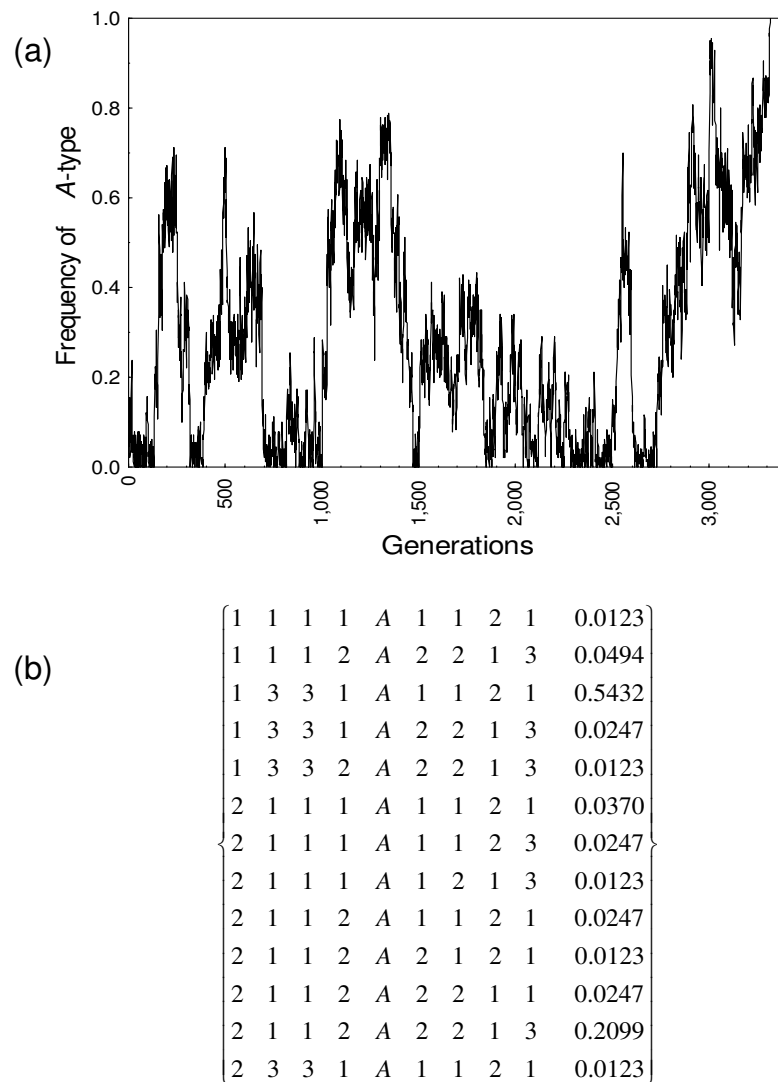 (a)
1.0
0.8
0.6
0.4
0.2
0.0
Frequency of A-type
0 500 1,000 1,500 2,000 2,500 3,000
Generations
(b)
1 1 1 1 A 1 1 2 1 0.0123
1 1 1 2 A 2 2 1 3 0.0494
1 3 3 1 A 1 1 2 1 0.5432
1 3 3 1 A 2 2 1 3 0.0247
1 3 3 2 A 2 2 1 3 0.0123
2 1 1 1 A 1 1 2 1 0.0370
2 1 1 1 A 1 1 2 3 0.0247
2 1 1 1 A 1 2 1 3 0.0123
2 1 1 2 A 1 1 2 1 0.0247
2 1 1 2 A 2 1 2 1 0.0123
2 1 1 2 A 2 2 1 1 0.0247
2 1 1 2 A 2 2 1 3 0.2099
2 3 3 1 A 1 1 2 1 0.0123